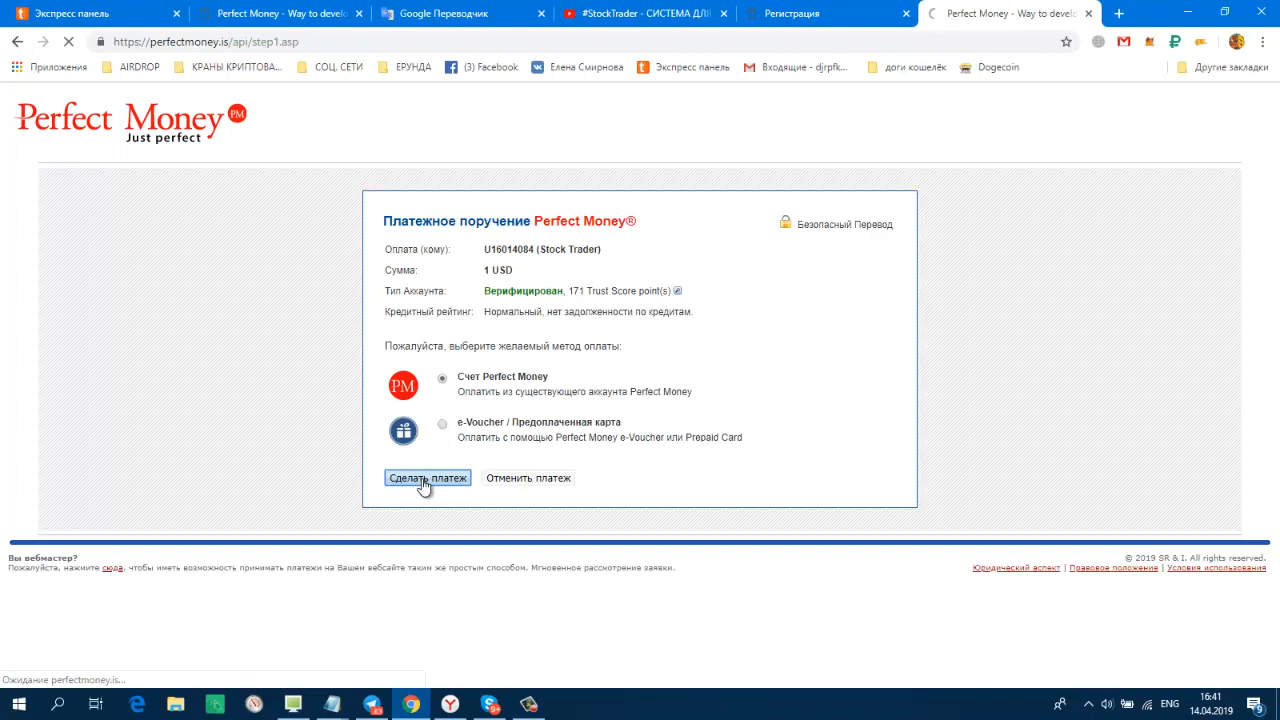 Экспресс панель
Perfect Money - Way to develo
Google Переводчик
#StockTrader - СИСТЕМА ДЛЯ
Регистрация
Perfect Money - Way to develo
https://perfectmoney.is/api/step1.asp
Приложения
AIRDROP
КРАНЫ КРИПТОВА...
СОЦ. СЕТИ
ЕРУНДА
(3) Facebook
Елена Смирнова
Экспресс панель
Входящие - djrpfk...
доги кошелёк
Dogecoin
Другие закладки
Perfect Money PM
Just perfect
Платежное поручение Perfect Money®
Безопасный Перевод
Оплата (кому): U16014084 (Stock Trader)
Сумма: 1 USD
Тип Аккаунта: Верифицирован, 171 Trust Score point(s)
Кредитный рейтинг: Нормальный, нет задолженности по кредитам.
Пожалуйста, выберите желаемый метод оплаты:
PM
Счет Perfect Money
Оплатить из существующего аккаунта Perfect Money
e-Voucher / Предоплаченная карта
Оплатить с помощью Perfect Money e-Voucher или Prepaid Card
Сделать платеж
Отменить платеж
Вы вебмастер?
Пожалуйста, нажмите сюда, чтобы иметь возможность принимать платежи на Вашем вебсайте таким же простым способом. Мгновенное рассмотрение заявки.
© 2019 SR & I. All rights reserved.
Юридический аспект | Правовое положение | Условия использования
Ожидание perfectmoney.is...
ENG
16:41
14.04.2019